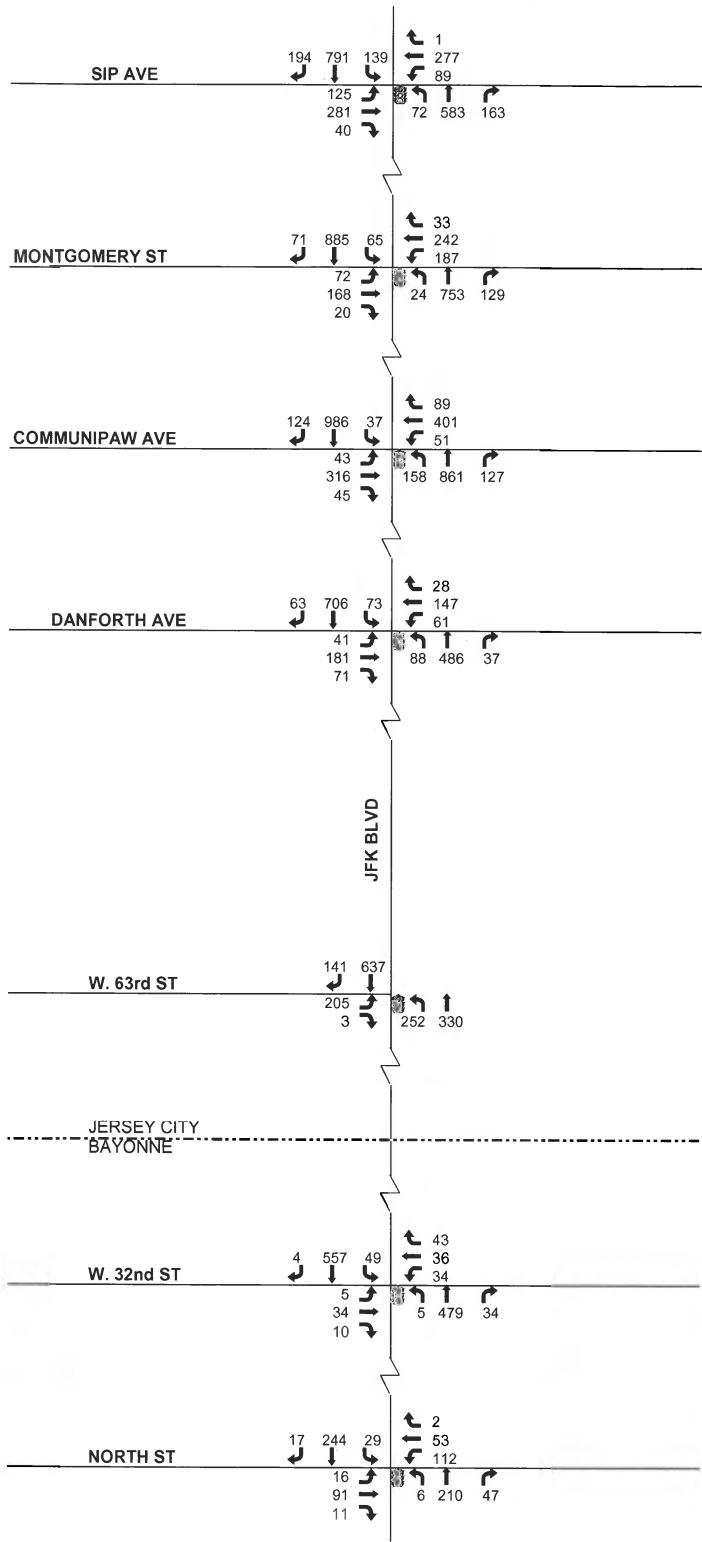 1
194 791 139 277
SIP AVE 89
125
281 72 583 163
40
33
71 885 65 242
MONTGOMERY ST 187
72
168 24 753 129
20
89
124 986 37 401
COMMUNIPAW AVE 51
43
316 158 861 127
45
28
63 706 73 147
DANFORTH AVE 61
41
181 88 486 37
71
JFK BLVD
141 637
W. 63rd ST
205
3 252 330
JERSEY CITY
BAYONNE
43
4 557 49 36
W. 32nd ST 34
5
34 5 479 34
10
2
17 244 29 53
NORTH ST 112
16
91 6 210 47
11